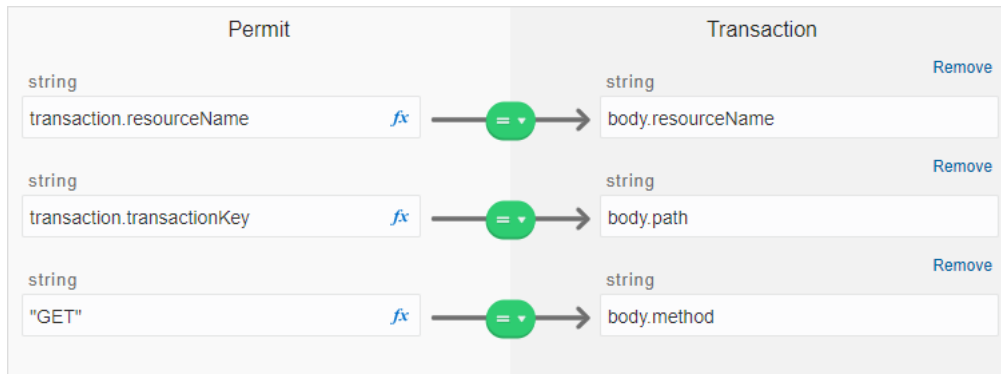 Permit Transaction
Remove
string string
transaction.resourceName fx = body.resourceName
Remove
string string
transaction.transactionKey fx = body.path
Remove
string string
"GET" fx = body.method